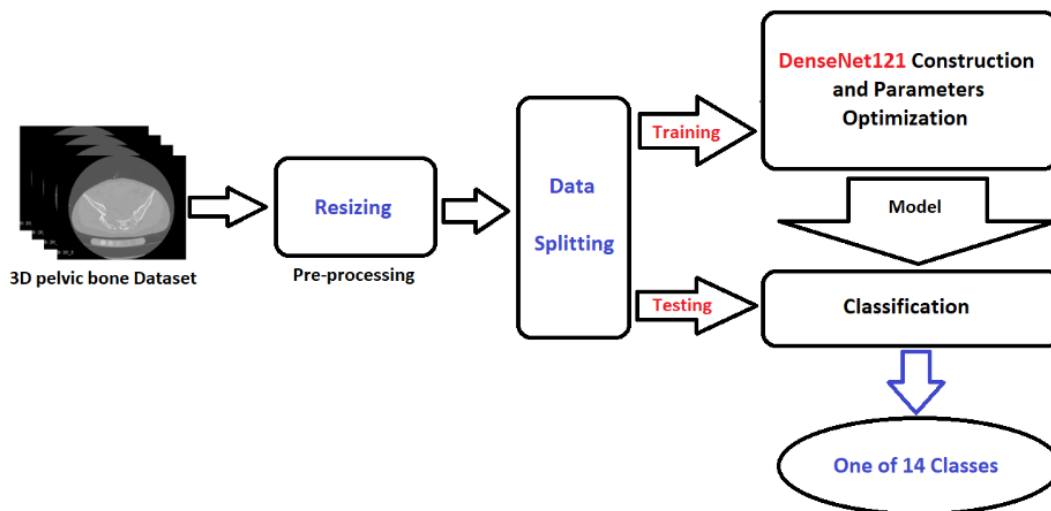 3D pelvic bone Dataset
Resizing
Pre-processing
Data
Splitting
Training
Testing
DenseNet121 Construction
and Parameters
Optimization
Model
Classification
One of 14 Classes